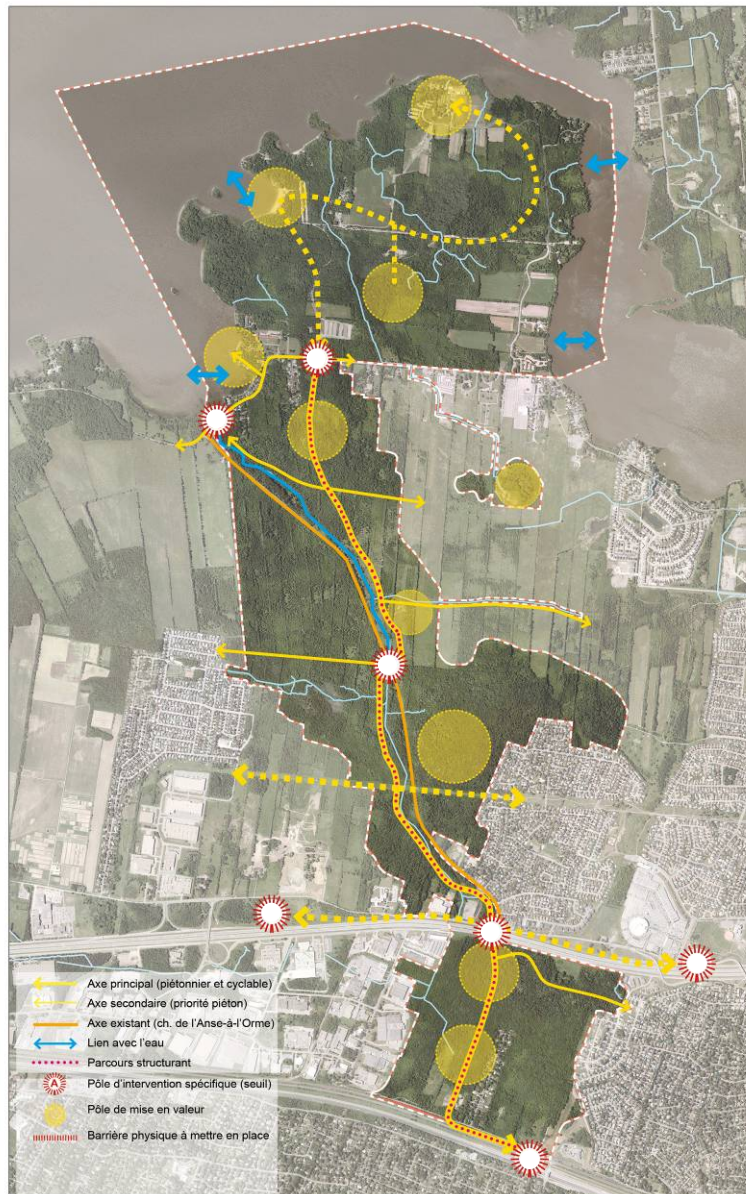 Axe principal (piétonnier et cyclable)
Axe secondaire (priorité piéton)
Axe existant (ch. de l'Anse-à-l'Orme)
Lien avec l'eau
Parcours structurant
A Pôle d'intervention spécifique (seuil)
Pôle de mise en valeur
Barrière physique à mettre en place